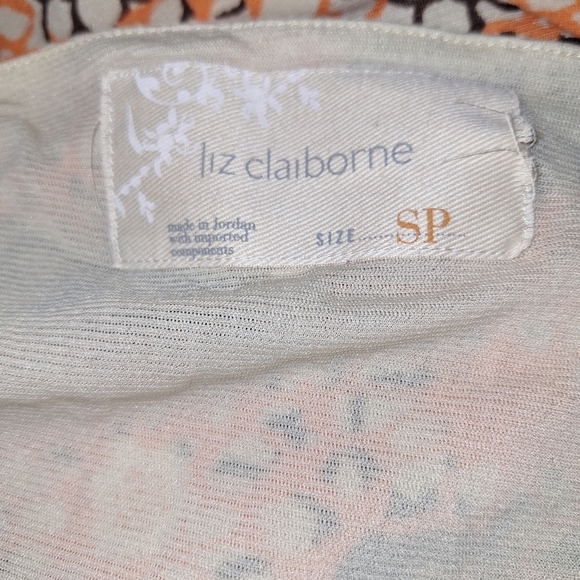 liz claiborne
made in Jordan
with imported
components
SIZE..........SP....